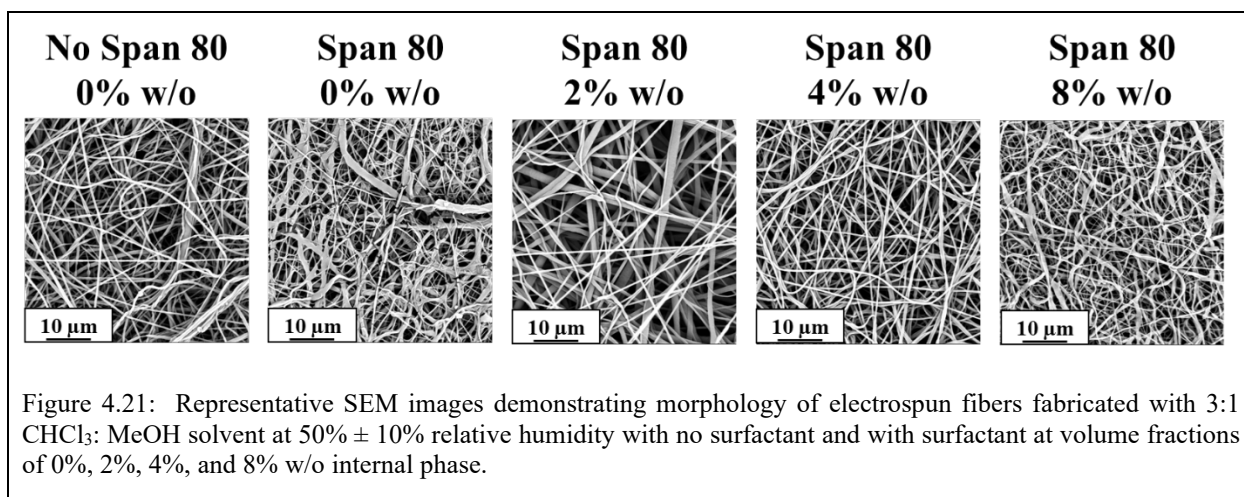 No Span 80 Span 80 Span 80 Span 80 Span 80
0% w/o 0% w/o 2% w/o 4% w/o 8% w/o
10 µm 10 µm 10 µm 10 µm 10 µm
Figure 4.21: Representative SEM images demonstrating morphology of electrospun fibers fabricated with 3:1
CHCl₃: MeOH solvent at 50% ± 10% relative humidity with no surfactant and with surfactant at volume fractions
of 0%, 2%, 4%, and 8% w/o internal phase.